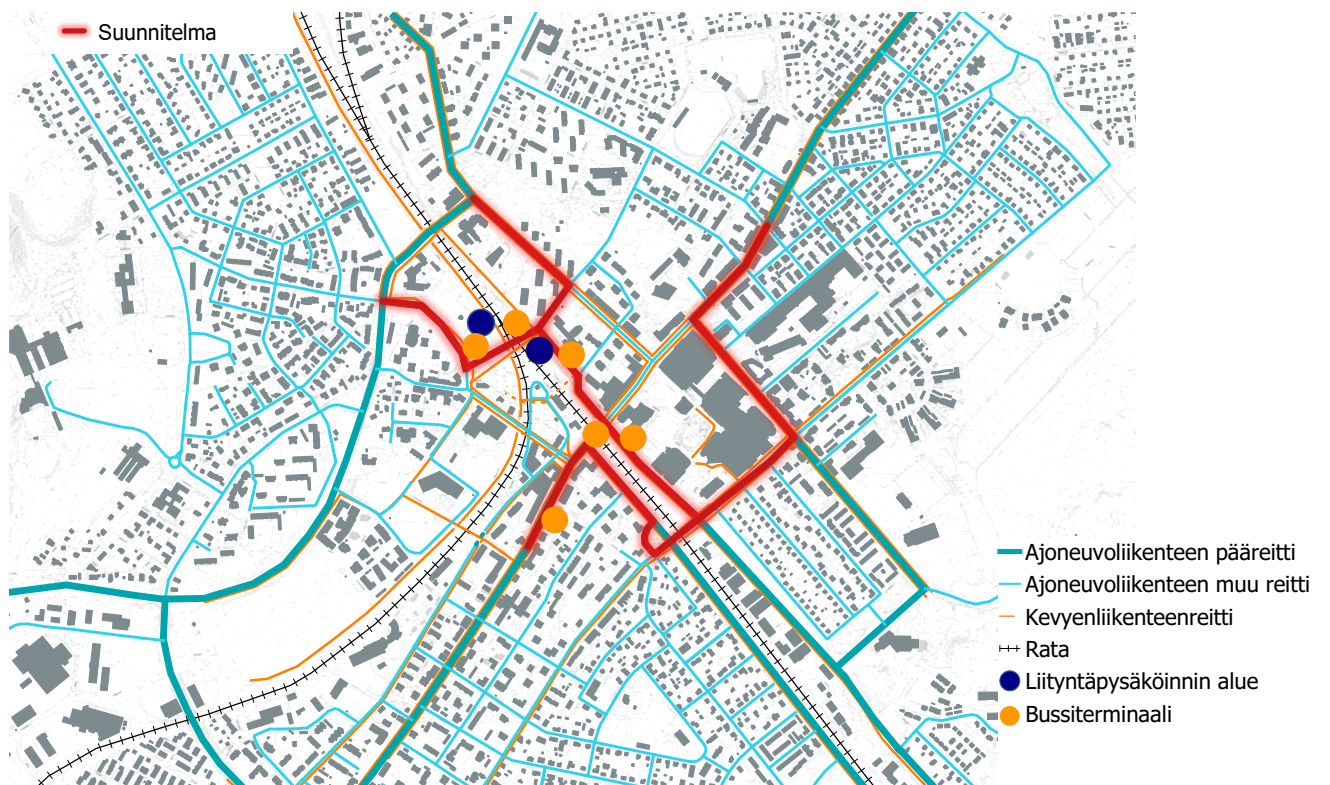 Suunnitelma
Ajoneuvoliikenteen pääreitti
Ajoneuvoliikenteen muu reitti
Kevyenliikenteenreitti
Rata
Liityntäpysäköinnin alue
Bussiterminaali